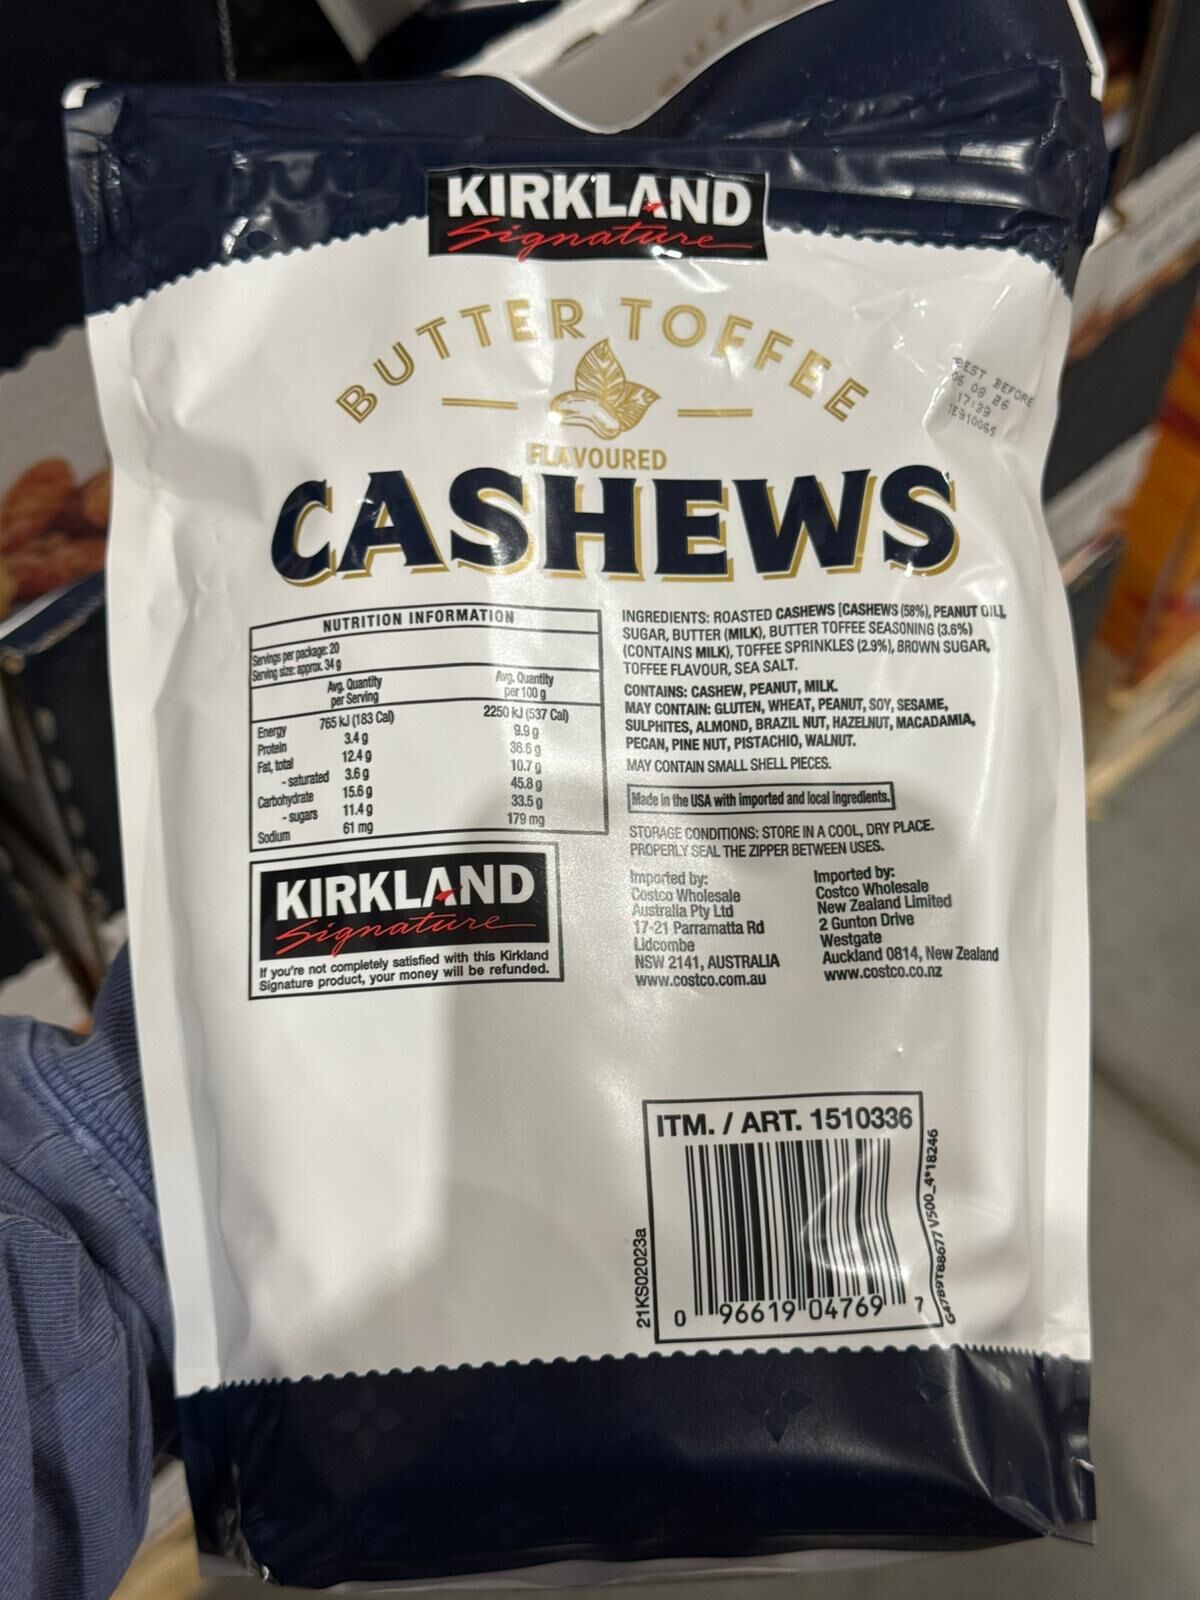 KIRKLAND
Signature
BUTTER TOFFEE
FLAVOURED
CASHEWS
BEST BEFORE
06 08 26
17:29
NUTRITION INFORMATION
Servings per package: 20
Serving size: approx. 34 g
Avg. Quantity per Serving Avg. Quantity per 100 g
Energy 765 kJ (183 Cal) 2250 kJ (537 Cal)
Protein 3.4 g 9.9 g
Fat, total 12.4 g 36.6 g
- saturated 3.6 g 10.7 g
Carbohydrate 15.6 g 45.8 g
- sugars 11.4 g 33.5 g
Sodium 61 mg 179 mg
KIRKLAND
Signature
If you're not completely satisfied with this Kirkland
Signature product, your money will be refunded.
INGREDIENTS: ROASTED CASHEWS [CASHEWS (58%), PEANUT OIL],
SUGAR, BUTTER (MILK), BUTTER TOFFEE SEASONING (3.6%)
(CONTAINS MILK), TOFFEE SPRINKLES (2.9%), BROWN SUGAR,
TOFFEE FLAVOUR, SEA SALT.
CONTAINS: CASHEW, PEANUT, MILK.
MAY CONTAIN: GLUTEN, WHEAT, PEANUT, SOY, SESAME,
SULPHITES, ALMOND, BRAZIL NUT, HAZELNUT, MACADAMIA,
PECAN, PINE NUT, PISTACHIO, WALNUT.
MAY CONTAIN SMALL SHELL PIECES.
Made in the USA with imported and local ingredients.
STORAGE CONDITIONS: STORE IN A COOL, DRY PLACE.
PROPERLY SEAL THE ZIPPER BETWEEN USES.
Imported by:
Costco Wholesale
Australia Pty Ltd
17-21 Parramatta Rd
Lidcombe
NSW 2141, AUSTRALIA
www.costco.com.au
Imported by:
Costco Wholesale
New Zealand Limited
2 Gunton Drive
Westgate
Auckland 0814, New Zealand
www.costco.co.nz
ITM. / ART. 1510336
21KS02023a
0 96619 04769 7